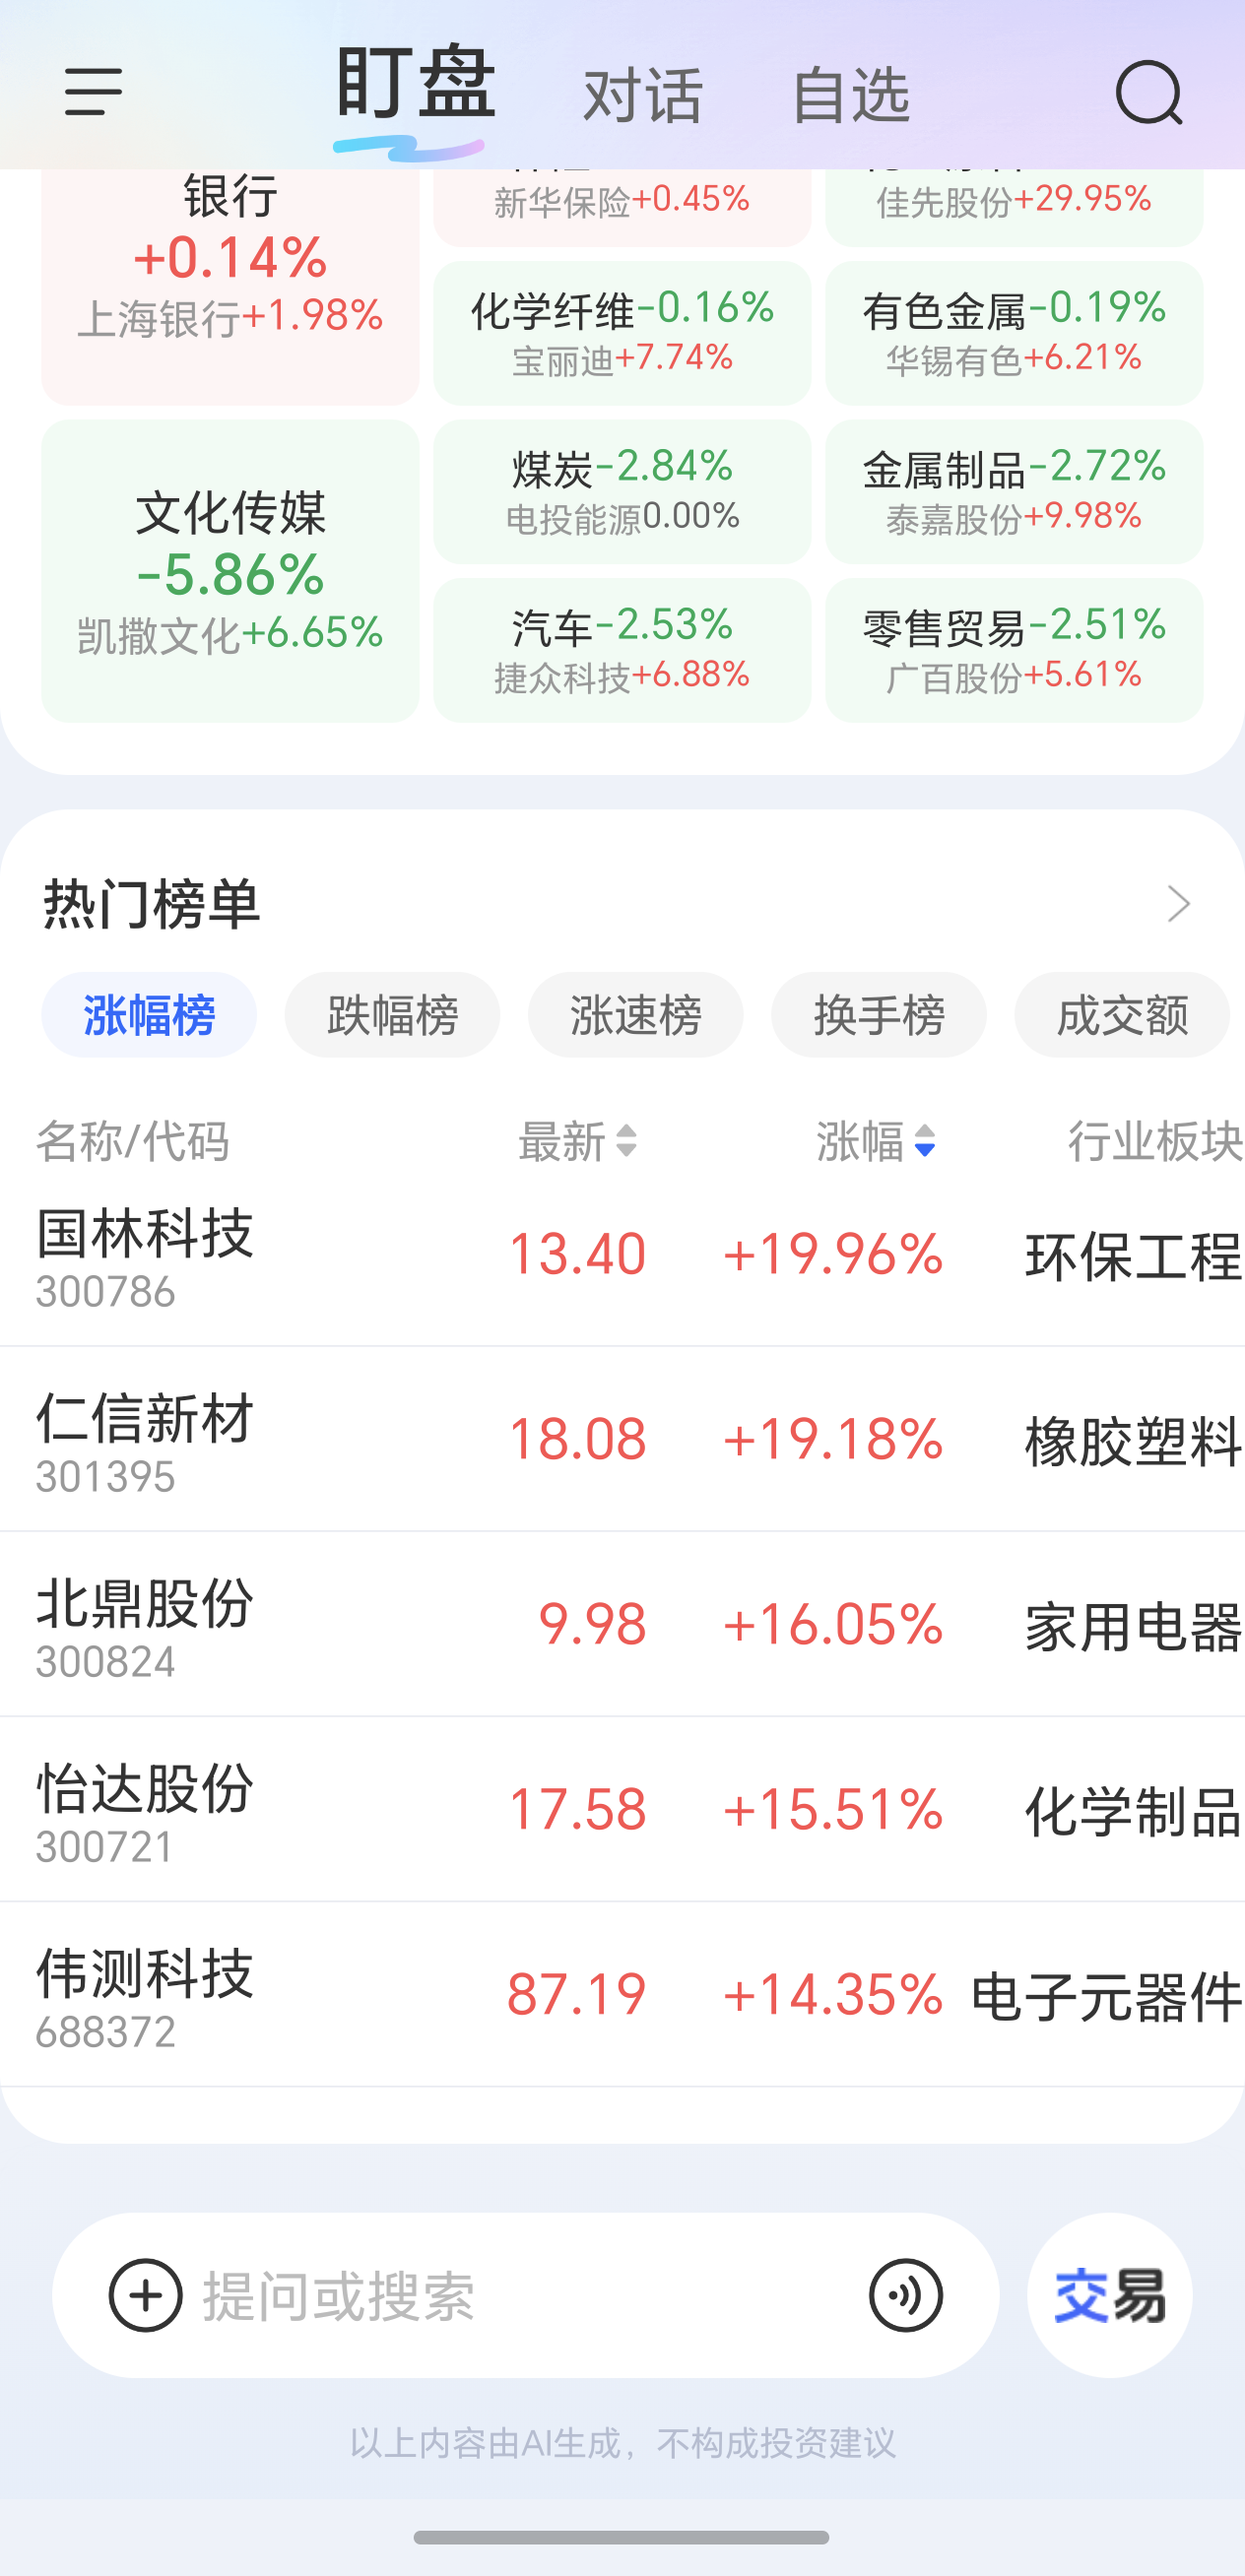 盯盘 对话 自选
银行
+0.14%
上海银行+1.98%
新华保险+0.45%
佳先股份+29.95%
化学纤维-0.16%
宝丽迪+7.74%
有色金属-0.19%
华锡有色+6.21%
文化传媒
-5.86%
凯撒文化+6.65%
煤炭-2.84%
电投能源0.00%
金属制品-2.72%
泰嘉股份+9.98%
汽车-2.53%
捷众科技+6.88%
零售贸易-2.51%
广百股份+5.61%
热门榜单
涨幅榜 跌幅榜 涨速榜 换手榜 成交额
名称/代码 最新 涨幅 行业板块
国林科技 13.40 +19.96% 环保工程
300786
仁信新材 18.08 +19.18% 橡胶塑料
301395
北鼎股份 9.98 +16.05% 家用电器
300824
怡达股份 17.58 +15.51% 化学制品
300721
伟测科技 87.19 +14.35% 电子元器件
688372
提问或搜索
交易
以上内容由AI生成，不构成投资建议